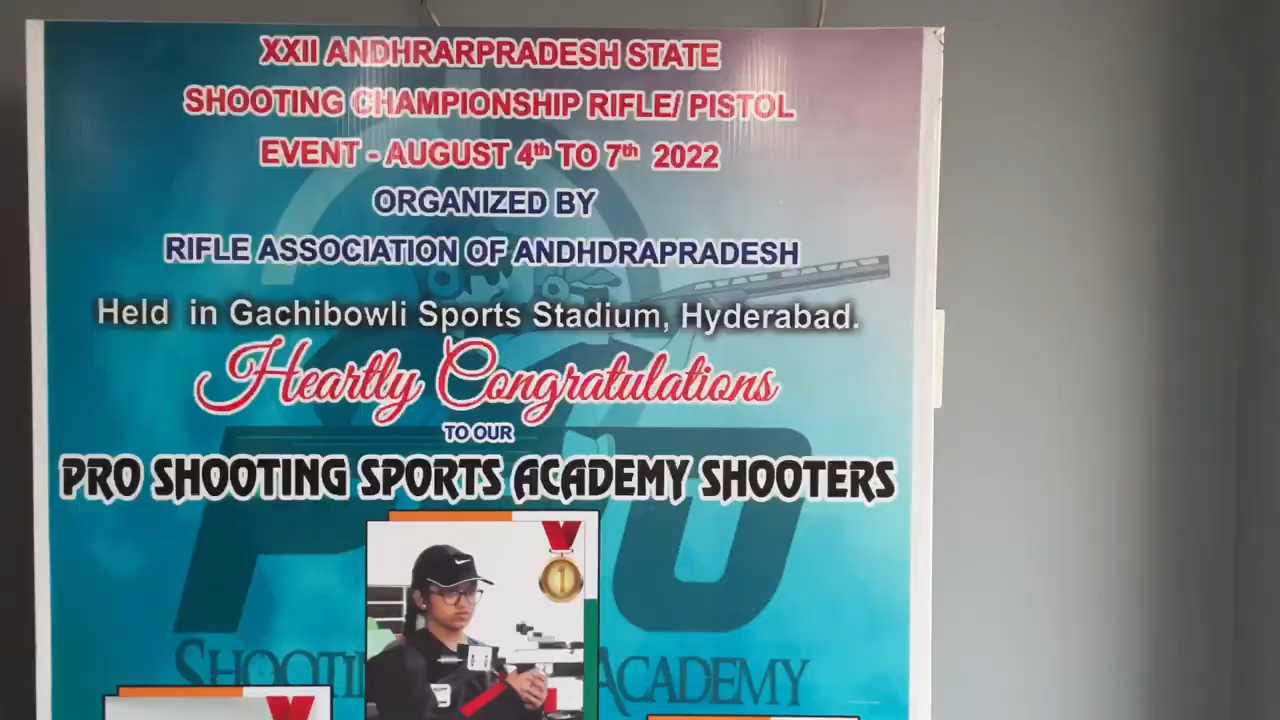 XXII ANDHRARPRADESH STATE
SHOOTING CHAMPIONSHIP RIFLE/ PISTOL
EVENT - AUGUST 4th TO 7th 2022
ORGANIZED BY
RIFLE ASSOCIATION OF ANDHDRAPRADESH
Held in Gachibowli Sports Stadium, Hyderabad.
Heartly Congratulations
TO OUR
PRO SHOOTING SPORTS ACADEMY SHOOTERS
1